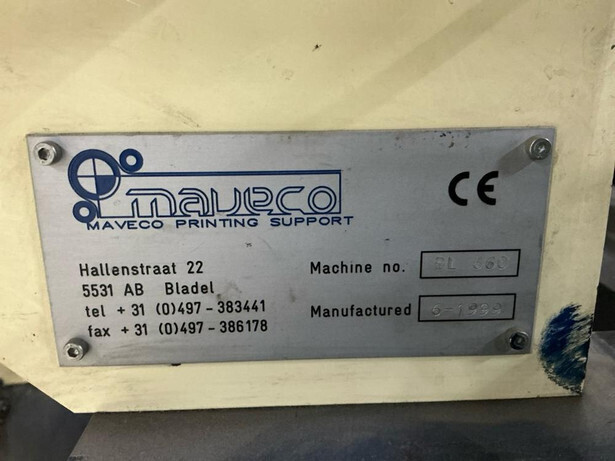 maveco
MAVECO PRINTING SUPPORT
CE
Hallenstraat 22
5531 AB Bladel
tel + 31 (0)497 - 383441
fax + 31 (0)497 - 386178
Machine no.
Manufactured